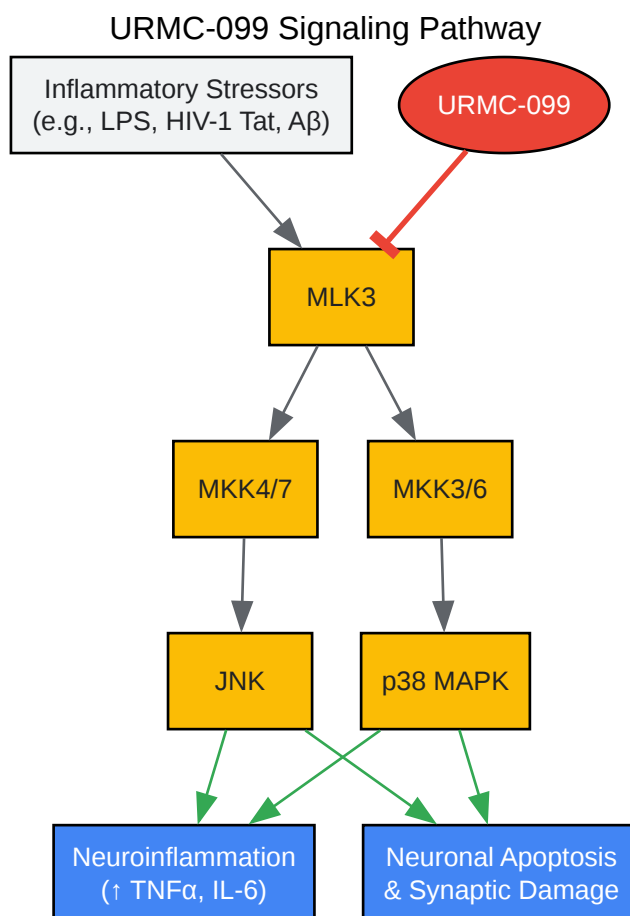 URMC-099 Signaling Pathway
Inflammatory Stressors
(e.g., LPS, HIV-1 Tat, Aβ)
URMC-099
MLK3
MKK4/7
MKK3/6
JNK
p38 MAPK
Neuroinflammation
(↑ TNFα, IL-6)
Neuronal Apoptosis
& Synaptic Damage